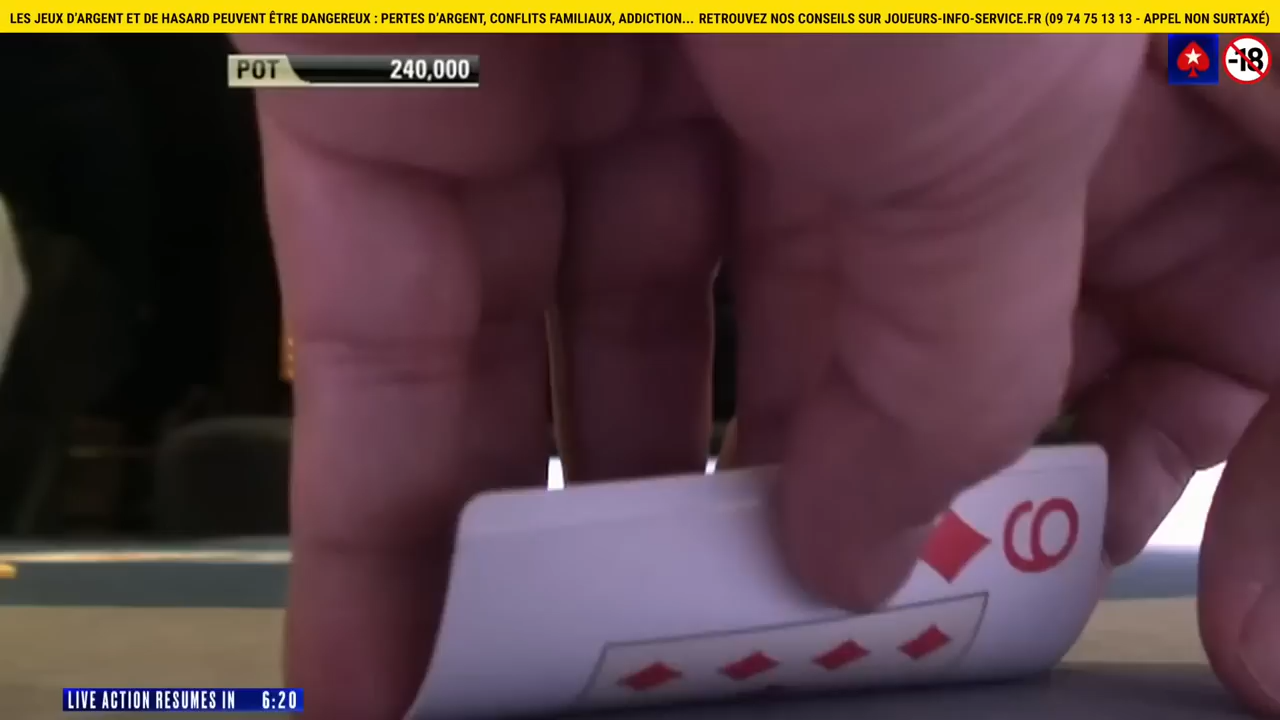 LES JEUX D'ARGENT ET DE HASARD PEUVENT ÊTRE DANGEREUX : PERTES D'ARGENT, CONFLITS FAMILIAUX, ADDICTION... RETROUVEZ NOS CONSEILS SUR JOUEURS-INFO-SERVICE.FR (09 74 75 13 13 - APPEL NON SURTAXÉ)
POT 240,000
-18
9
LIVE ACTION RESUMES IN 6:20